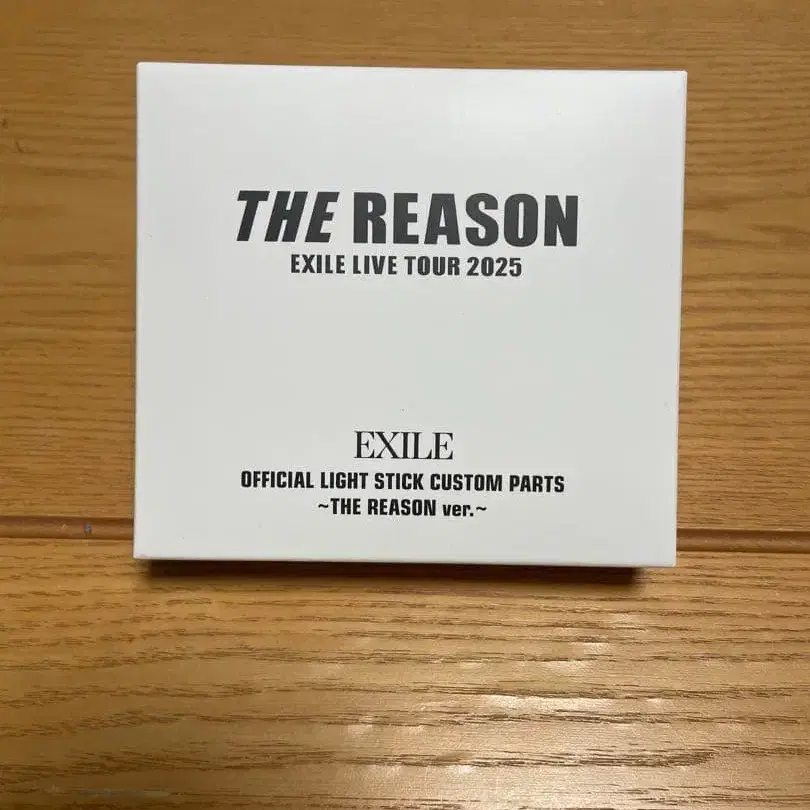 THE REASON
EXILE LIVE TOUR 2025
EXILE
OFFICIAL LIGHT STICK CUSTOM PARTS
~THE REASON ver.~